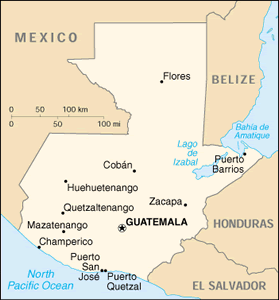 MEXICO
Flores
BELIZE
0 50 100 km
0 50 100 mi
Bahía de
Amatique
Lago
de
Izabal
Puerto
Barrios
Cobán
Huehuetenango
Quetzaltenango
Zacapa
Mazatenango
GUATEMALA
HONDURAS
Champerico
Puerto
San
José
Puerto
Quetzal
North
Pacific Ocean
EL SALVADOR